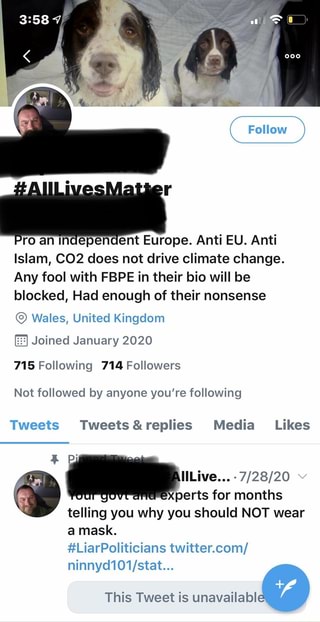 3:58
Follow
#AllLivesMatter
Pro an independent Europe. Anti EU. Anti
Islam, CO2 does not drive climate change.
Any fool with FBPE in their bio will be
blocked, Had enough of their nonsense
Wales, United Kingdom
Joined January 2020
715 Following 714 Followers
Not followed by anyone you're following
Tweets Tweets & replies Media Likes
Pinned Tweet
AllLive... · 7/28/20
Your govt and experts for months
telling you why you should NOT wear
a mask.
#LiarPoliticians twitter.com/
ninnyd101/stat...
This Tweet is unavailable